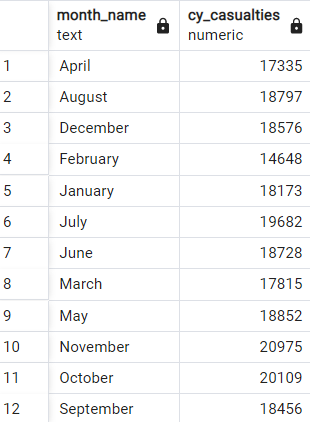 month_name cy_casualties
text numeric
1 April 17335
2 August 18797
3 December 18576
4 February 14648
5 January 18173
6 July 19682
7 June 18728
8 March 17815
9 May 18852
10 November 20975
11 October 20109
12 September 18456